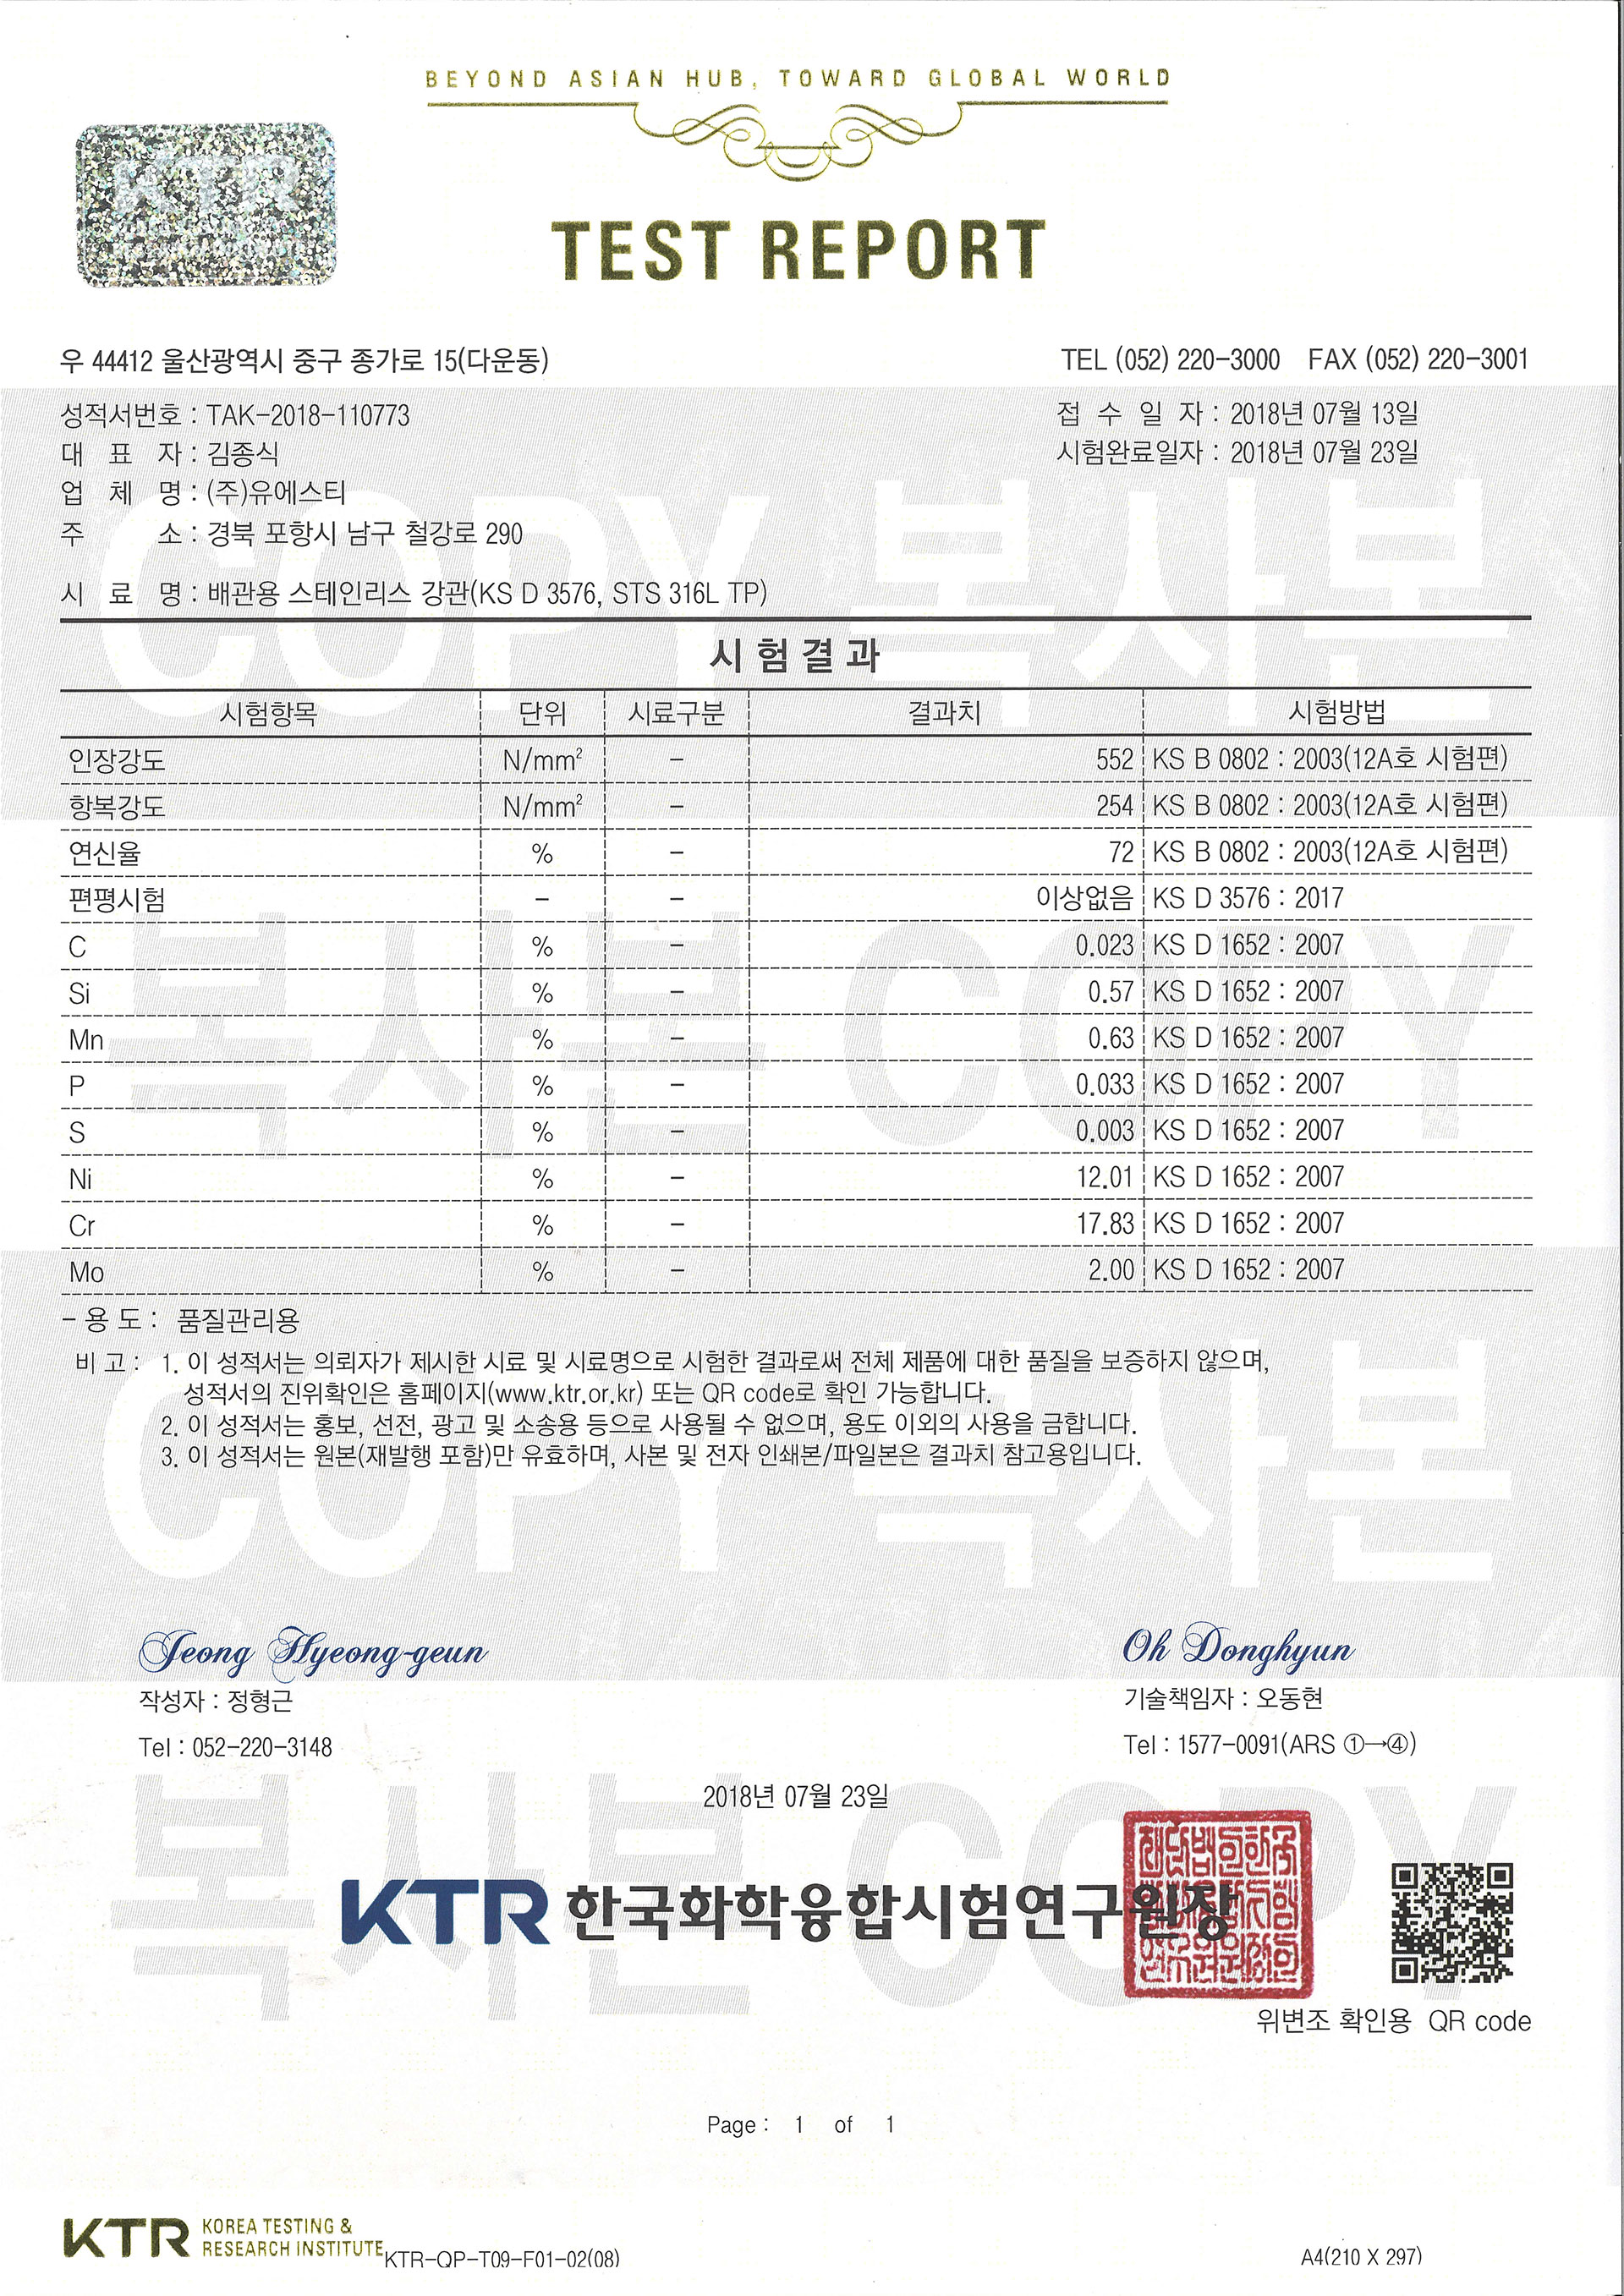 BEYOND ASIAN HUB, TOWARD GLOBAL WORLD
KTR
TEST REPORT
우 44412 울산광역시 중구 종가로 15(다운동) TEL (052) 220-3000 FAX (052) 220-3001
성적서번호 : TAK-2018-110773 접 수 일 자 : 2018년 07월 13일
대 표 자 : 김종식 시험완료일자 : 2018년 07월 23일
업 체 명 : (주)유에스티
주 소 : 경북 포항시 남구 철강로 290
시 료 명 : 배관용 스테인리스 강관(KS D 3576, STS 316L TP)
COPY 복사본
시 험 결 과
시험항목 단위 시료구분 결과치 시험방법
인장강도 N/mm² - 552 KS B 0802 : 2003(12A호 시험편)
항복강도 N/mm² - 254 KS B 0802 : 2003(12A호 시험편)
연신율 % - 72 KS B 0802 : 2003(12A호 시험편)
편평시험 - - 이상없음 KS D 3576 : 2017
C % - 0.023 KS D 1652 : 2007
Si % - 0.57 KS D 1652 : 2007
Mn % - 0.63 KS D 1652 : 2007
P % - 0.033 KS D 1652 : 2007
S % - 0.003 KS D 1652 : 2007
Ni % - 12.01 KS D 1652 : 2007
Cr % - 17.83 KS D 1652 : 2007
Mo % - 2.00 KS D 1652 : 2007
복사본 COPY
- 용 도 : 품질관리용
비 고 : 1. 이 성적서는 의뢰자가 제시한 시료 및 시료명으로 시험한 결과로써 전체 제품에 대한 품질을 보증하지 않으며,
성적서의 진위확인은 홈페이지(www.ktr.or.kr) 또는 QR code로 확인 가능합니다.
2. 이 성적서는 홍보, 선전, 광고 및 소송용 등으로 사용될 수 없으며, 용도 이외의 사용을 금합니다.
3. 이 성적서는 원본(재발행 포함)만 유효하며, 사본 및 전자 인쇄본/파일본은 결과치 참고용입니다.
COPY 복사본
Jeong Hyeong-geun Oh Donghyun
작성자 : 정형근 기술책임자 : 오동현
Tel : 052-220-3148 Tel : 1577-0091(ARS ①→④)
2018년 07월 23일
복사본 COPY
KTR 한국화학융합시험연구원장
위변조 확인용 QR code
Page : 1 of 1
KTR KOREA TESTING &
RESEARCH INSTITUTE KTR-QP-T09-F01-02(08) A4(210 X 297)